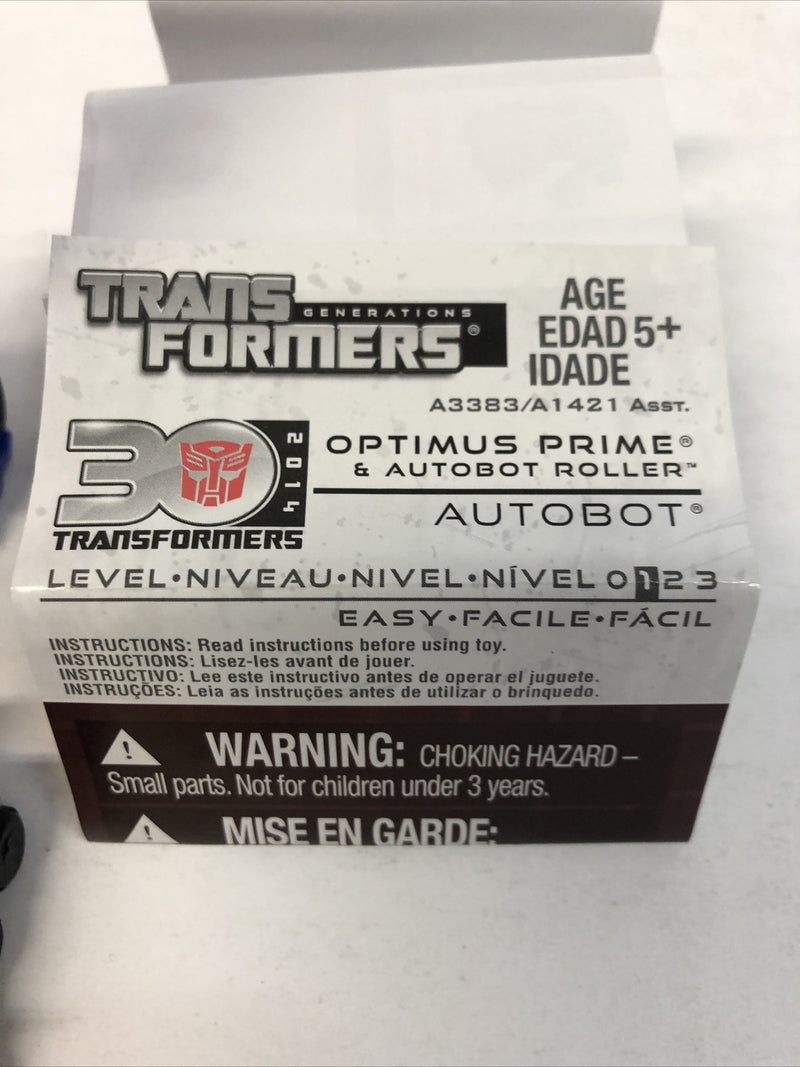 TRANS
GENERATIONS
FORMERS®
AGE
EDAD 5+
IDADE
A3383/A1421 Asst.
30
2014
TRANSFORMERS
OPTIMUS PRIME®
& AUTOBOT ROLLER™
AUTOBOT®
LEVEL•NIVEAU•NIVEL•NÍVEL 0 1 2 3
EASY•FACILE•FÁCIL
INSTRUCTIONS: Read instructions before using toy.
INSTRUCTIONS: Lisez-les avant de jouer.
INSTRUCTIVO: Lee este instructivo antes de operar el juguete.
INSTRUÇÕES: Leia as instruções antes de utilizar o brinquedo.
WARNING: CHOKING HAZARD –
Small parts. Not for children under 3 years.
MISE EN GARDE: